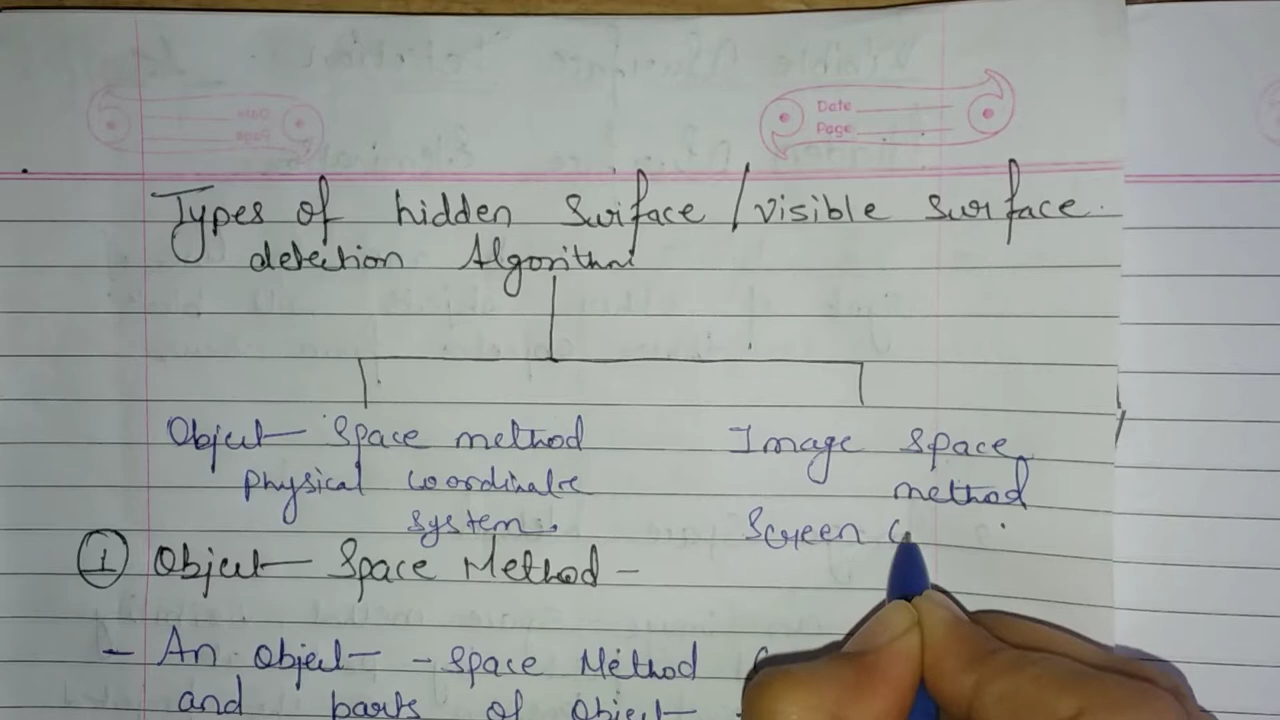 Date
Page
Types of hidden surface / visible surface
detection Algorithm
Object Space method
Physical coordinate
system
Image Space
method
Screen
① Object Space Method -
- An Object - Space Method
and parts of Object